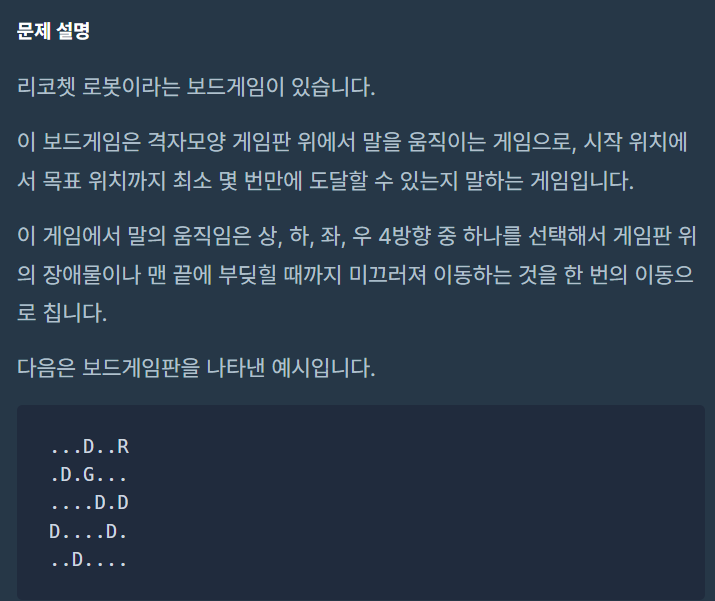 문제 설명
리코쳇 로봇이라는 보드게임이 있습니다.
이 보드게임은 격자모양 게임판 위에서 말을 움직이는 게임으로, 시작 위치에
서 목표 위치까지 최소 몇 번만에 도달할 수 있는지 말하는 게임입니다.
이 게임에서 말의 움직임은 상, 하, 좌, 우 4방향 중 하나를 선택해서 게임판 위
의 장애물이나 맨 끝에 부딪힐 때까지 미끄러져 이동하는 것을 한 번의 이동으
로 칩니다.
다음은 보드게임판을 나타낸 예시입니다.
...D..R
.D.G...
....D.D
D....D.
..D....